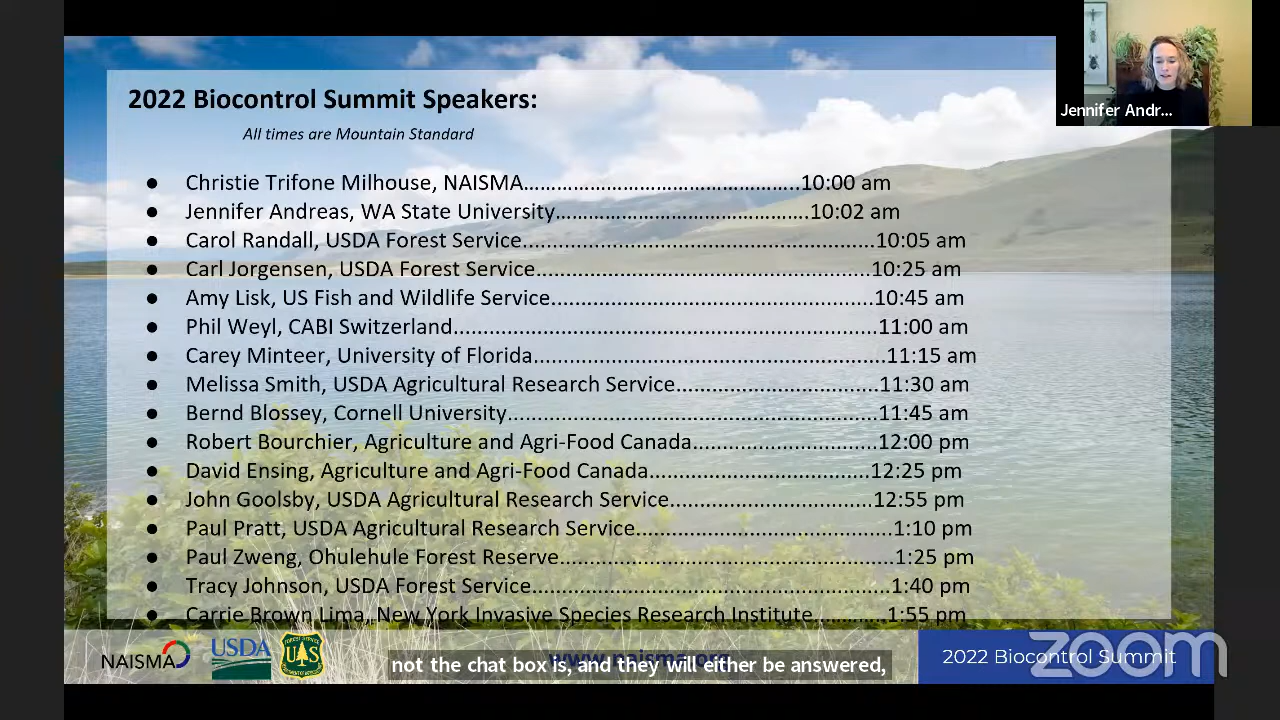 2022 Biocontrol Summit Speakers:
All times are Mountain Standard
Jennifer Andr...
● Christie Trifone Milhouse, NAISMA……………………………………..10:00 am
● Jennifer Andreas, WA State University……………………………………10:02 am
● Carol Randall, USDA Forest Service......................................................10:05 am
● Carl Jorgensen, USDA Forest Service...................................................10:25 am
● Amy Lisk, US Fish and Wildlife Service.................................................10:45 am
● Phil Weyl, CABI Switzerland.................................................................11:00 am
● Carey Minteer, University of Florida.....................................................11:15 am
● Melissa Smith, USDA Agricultural Research Service...............................11:30 am
● Bernd Blossey, Cornell University........................................................11:45 am
● Robert Bourchier, Agriculture and Agri-Food Canada............................12:00 pm
● David Ensing, Agriculture and Agri-Food Canada..................................12:25 pm
● John Goolsby, USDA Agricultural Research Service...............................12:55 pm
● Paul Pratt, USDA Agricultural Research Service.......................................1:10 pm
● Paul Zweng, Ohulehule Forest Reserve...................................................1:25 pm
● Tracy Johnson, USDA Forest Service.......................................................1:40 pm
● Carrie Brown Lima, New York Invasive Species Research Institute............1:55 pm
NAISMA
USDA
FOREST SERVICE
U S
DEPARTMENT OF AGRICULTURE
www.naisma.org
not the chat box is, and they will either be answered,
2022 Biocontrol Summit
zoom